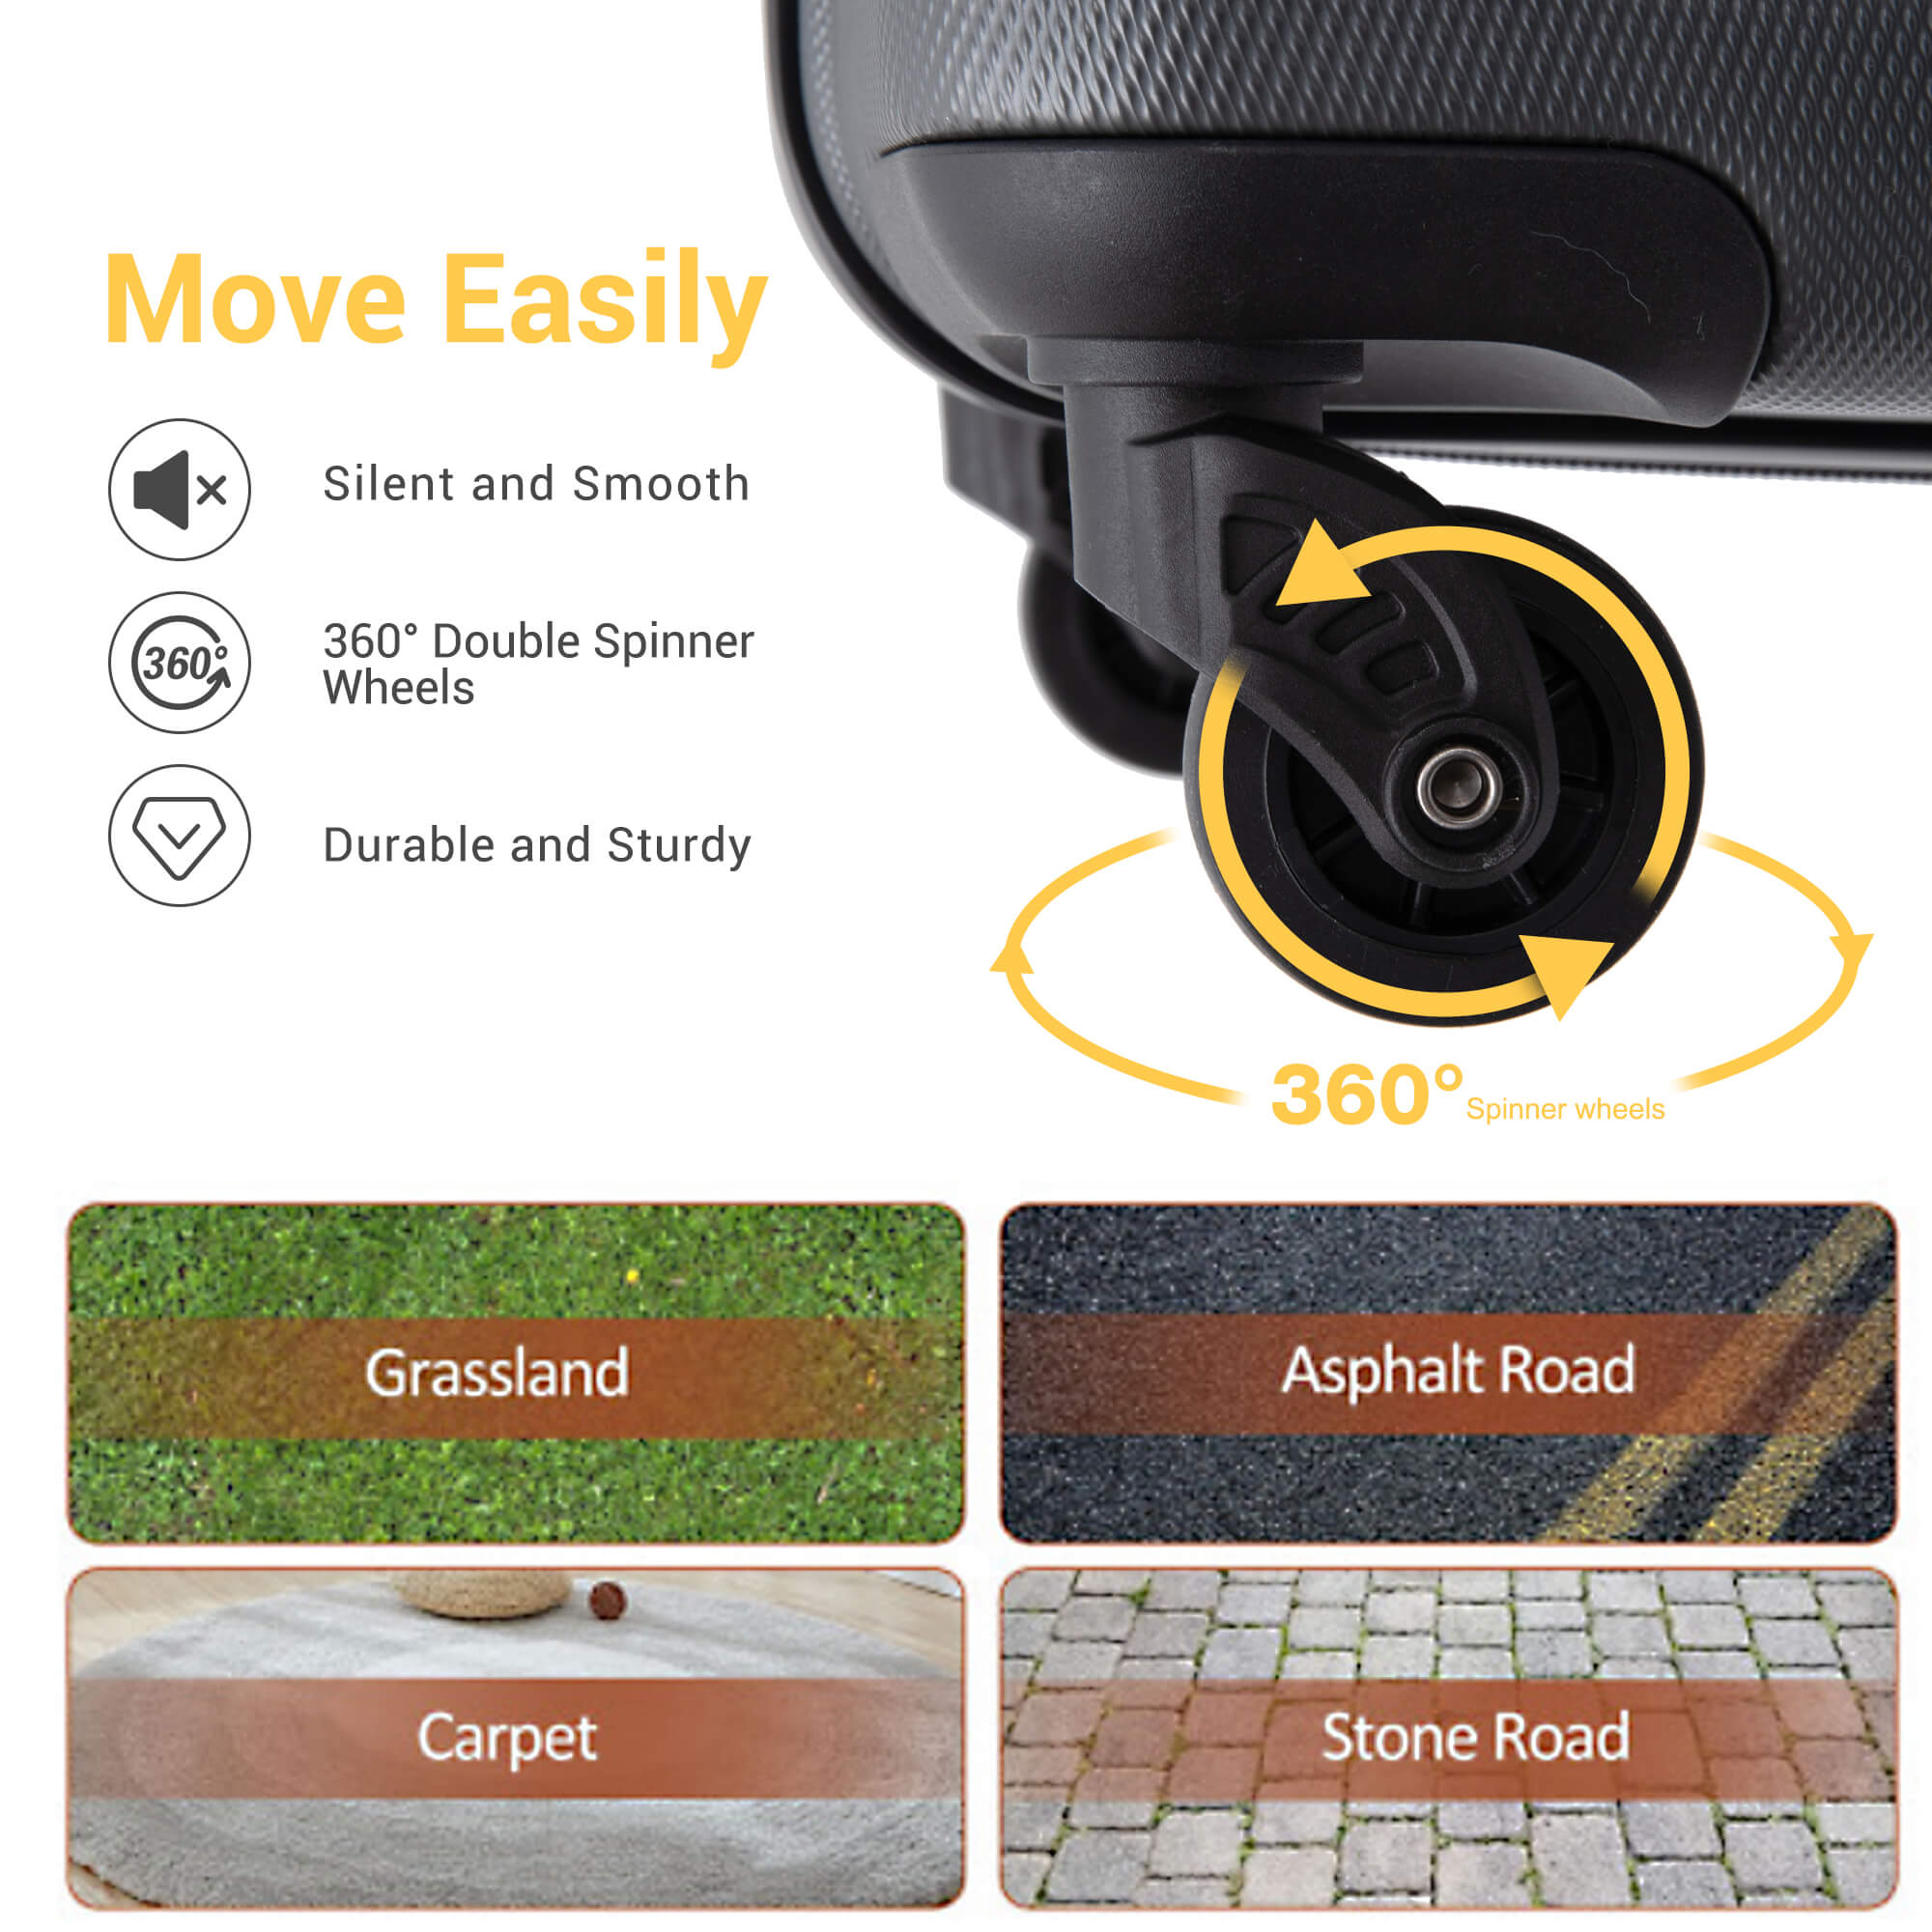 Move Easily
Silent and Smooth
360°
360° Double Spinner
Wheels
Durable and Sturdy
360° Spinner wheels
Grassland
Asphalt Road
Carpet
Stone Road